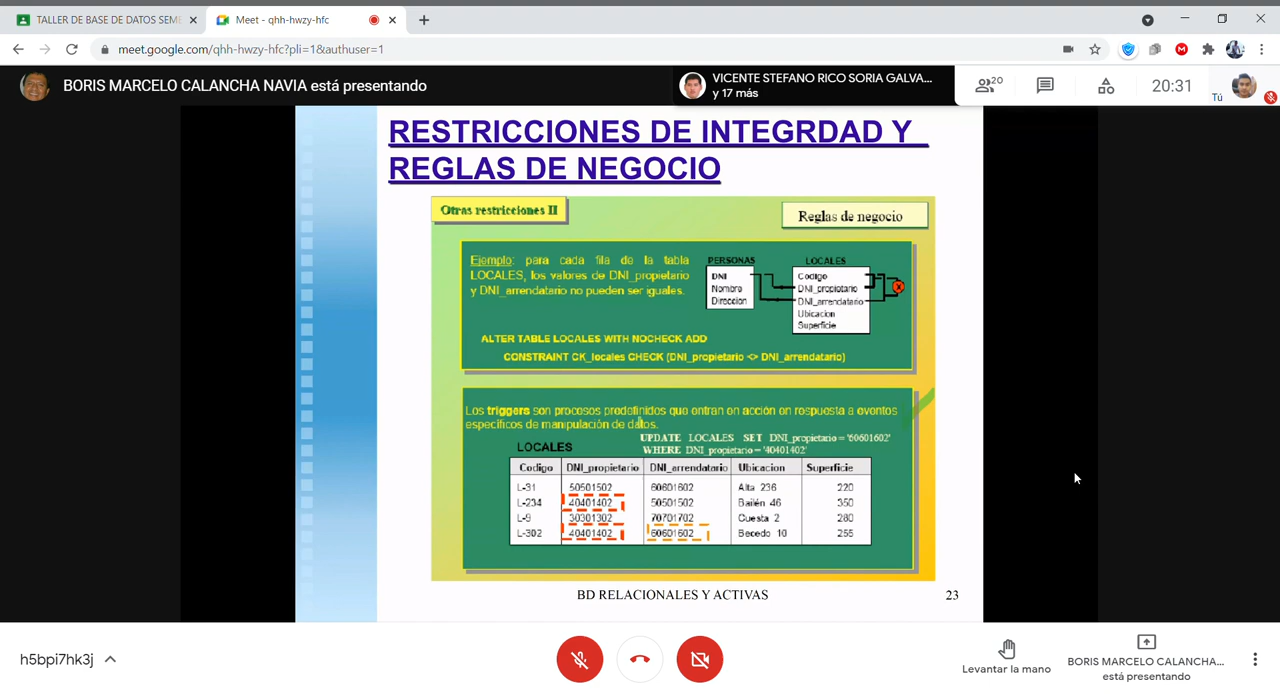 TALLER DE BASE DE DATOS SEME
Meet - qhh-hwzy-hfc
meet.google.com/qhh-hwzy-hfc?pli=1&authuser=1
BORIS MARCELO CALANCHA NAVIA está presentando
VICENTE STEFANO RICO SORIA GALVA...
y 17 más
20
20:31
Tú
RESTRICCIONES DE INTEGRDAD Y
REGLAS DE NEGOCIO
Otras restricciones II
Reglas de negocio
Ejemplo: para cada fila de la tabla
LOCALES, los valores de DNI_propietario
y DNI_arrendatario no pueden ser iguales.
PERSONAS
DNI
Nombre
Direccion
LOCALES
Codigo
DNI_propietario
DNI_arrendatario
Ubicacion
Superficie
X
ALTER TABLE LOCALES WITH NOCHECK ADD
CONSTRAINT CK_locales CHECK (DNI_propietario <> DNI_arrendatario)
Los triggers son procesos predefinidos que entran en acción en respuesta a eventos
específicos de manipulación de datos.
UPDATE LOCALES SET DNI_propietario = '60601602'
WHERE DNI_propietario = '40401402'
LOCALES
Codigo DNI_propietario DNI_arrendatario Ubicacion Superficie
L-31 50501502 60601602 Alta 236 220
L-234 40401402 50501502 Bailén 46 350
L-9 30301302 70701702 Cuesta 2 280
L-302 40401402 60601602 Becedo 10 255
BD RELACIONALES Y ACTIVAS
23
h5bpi7hk3j
Levantar la mano
BORIS MARCELO CALANCHA...
está presentando